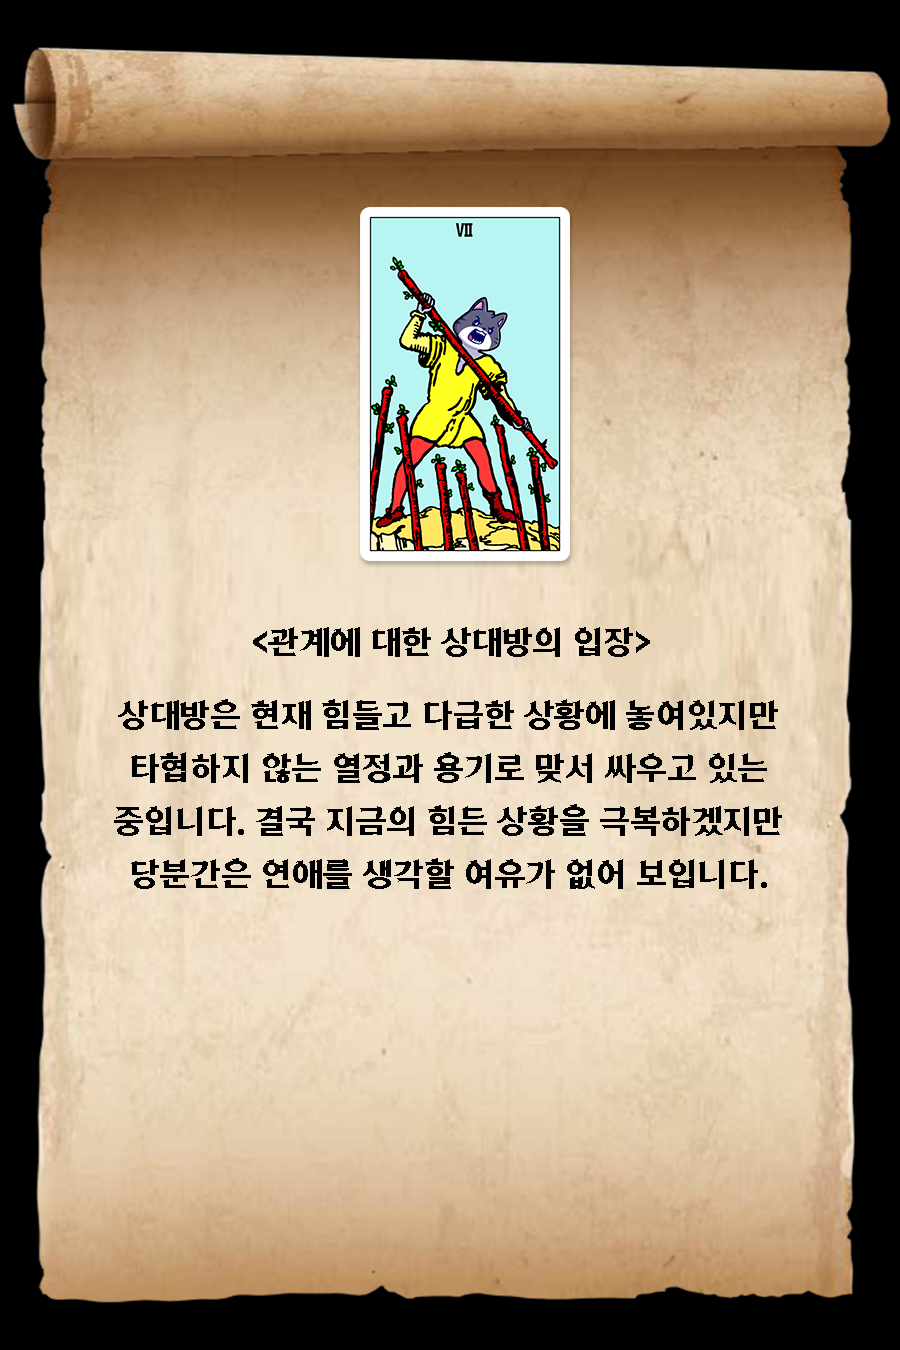 VII
<관계에 대한 상대방의 입장>
상대방은 현재 힘들고 다급한 상황에 놓여있지만
타협하지 않는 열정과 용기로 맞서 싸우고 있는
중입니다. 결국 지금의 힘든 상황을 극복하겠지만
당분간은 연애를 생각할 여유가 없어 보입니다.